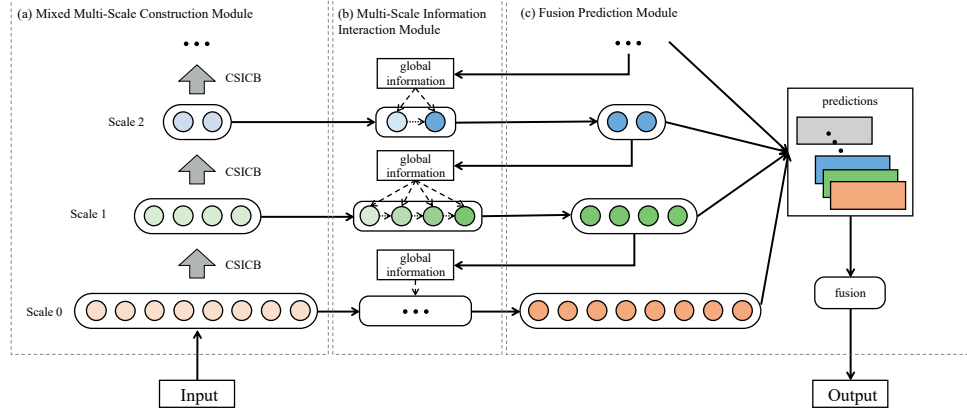 (a) Mixed Multi-Scale Construction Module
(b) Multi-Scale Information
Interaction Module
(c) Fusion Prediction Module
CSICB
global
information
Scale 2
predictions
CSICB
global
information
Scale 1
CSICB
global
information
fusion
Scale 0
Input
Output